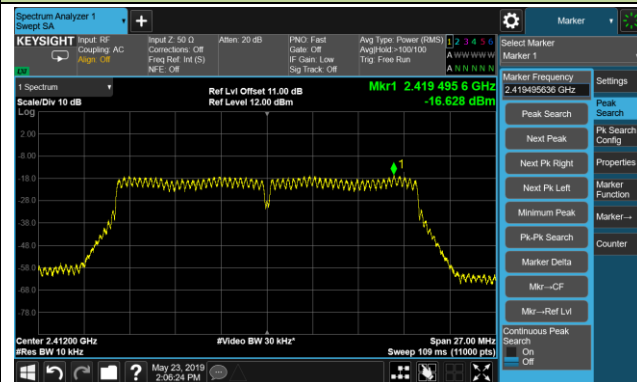 Spectrum Analyzer 1
Swept SA
+
Marker
KEYSIGHT
Input: RF
Coupling: AC
Align: Off
Input Z: 50 Ω
Corrections: Off
Freq Ref: Int (S)
NFE: Off
Atten: 20 dB
PNO: Fast
Gate: Off
IF Gain: Low
Sig Track: Off
Avg Type: Power (RMS)
Avg|Hold:>100/100
Trig: Free Run
1 2 3 4 5 6
A W W W W W
A N N N N N
LXI
Select Marker
Marker 1
1 Spectrum
Scale/Div 10 dB
Log
Ref Lvl Offset 11.00 dB
Ref Level 12.00 dBm
Mkr1 2.419 495 6 GHz
-16.628 dBm
2.00
-8.00
-18.0
-28.0
-38.0
-48.0
-58.0
-68.0
-78.0
1
Center 2.41200 GHz
#Res BW 10 kHz
#Video BW 30 kHz*
Span 27.00 MHz
Sweep 109 ms (11000 pts)
Marker Frequency
2.419495636 GHz
Peak Search
Next Peak
Next Pk Right
Next Pk Left
Minimum Peak
Pk-Pk Search
Marker Delta
Mkr→CF
Mkr→Ref Lvl
Continuous Peak
Search
On
Off
Settings
Peak
Search
Pk Search
Config
Properties
Marker
Function
Marker→
Counter
?
May 23, 2019
2:06:24 PM